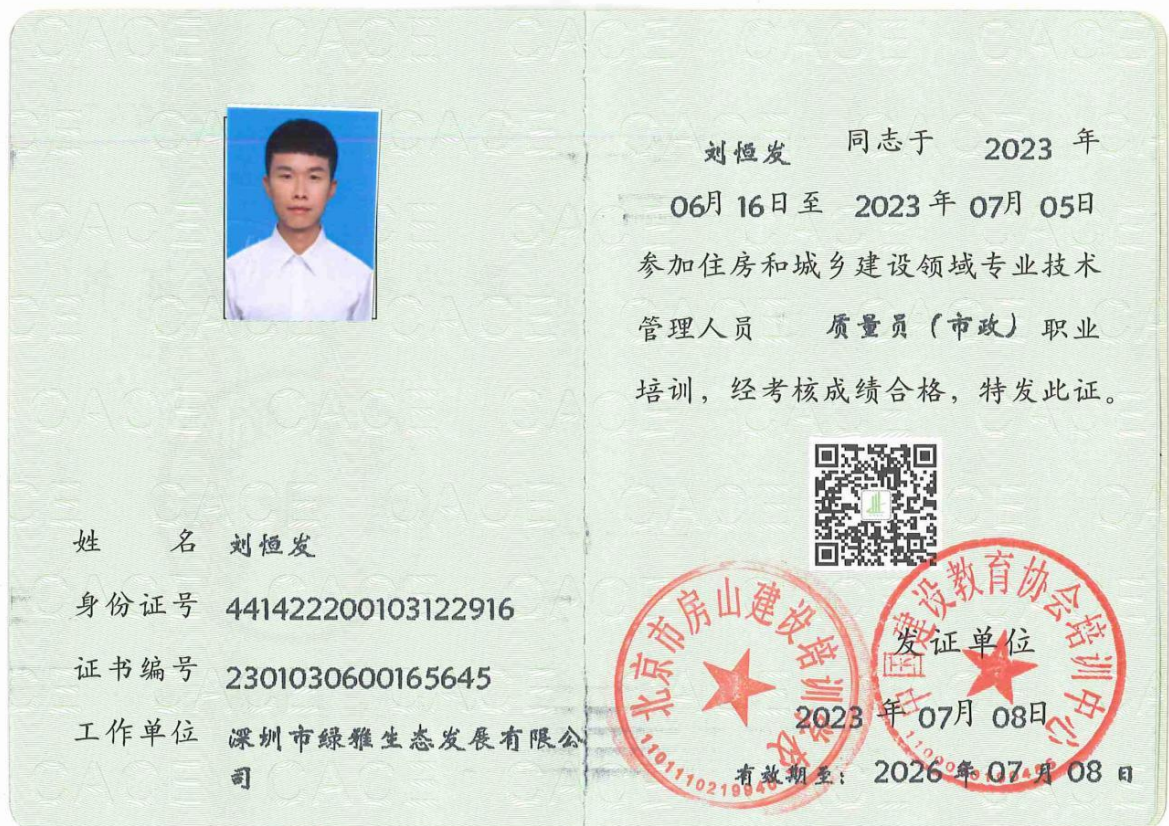 姓 名 刘恒发
身份证号 441422200103122916
证书编号 2301030600165645
工作单位 深圳市绿雅生态发展有限公
司
刘恒发 同志于 2023 年
06月 16日至 2023 年 07月 05日
参加住房和城乡建设领域专业技术
管理人员 质量员（市政）职业
培训，经考核成绩合格，特发此证。
北京市房山建设培训学校
中国建设教育协会培训中心
发证单位
2023 年 07月 08日
有效期至： 2026 年 07 月 08 日
CACE